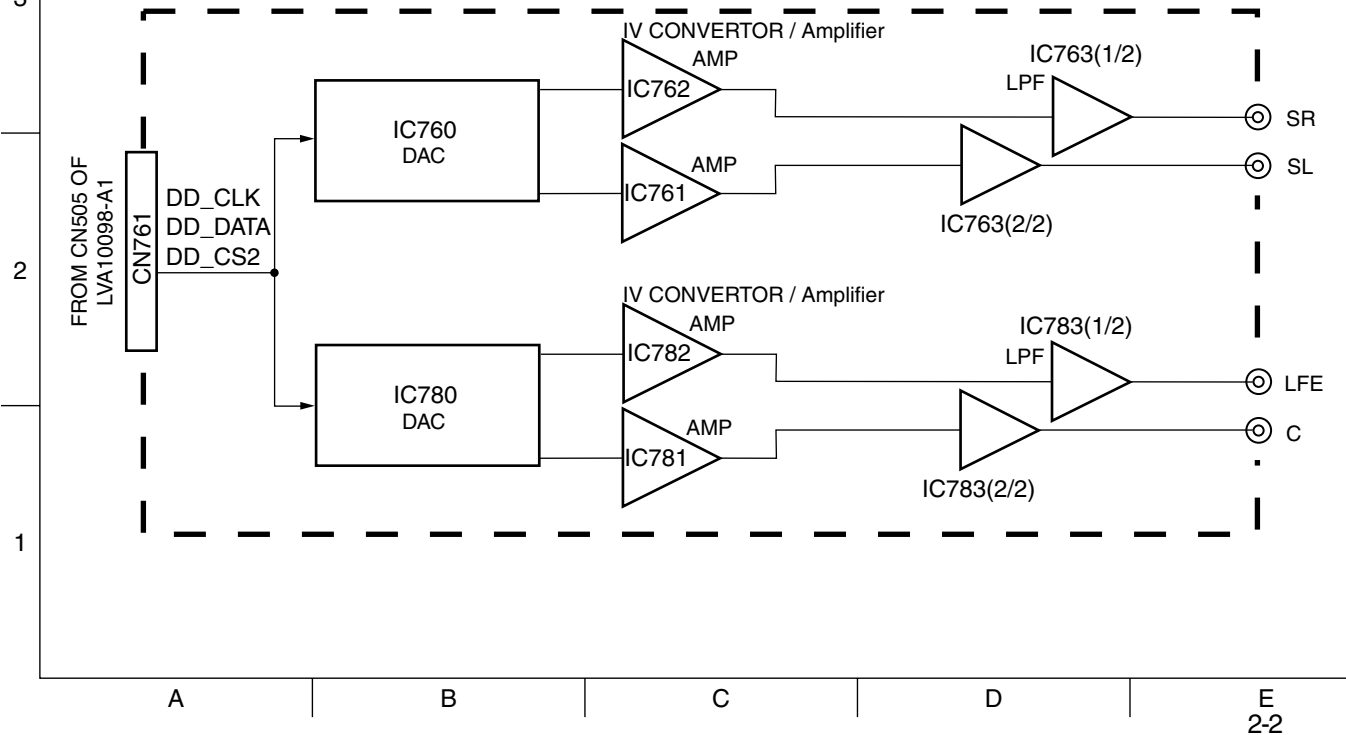 IV CONVERTOR / Amplifier
AMP
IC762
IC763(1/2)
LPF
SR
IC760
DAC
AMP
IC761
SL
IC763(2/2)
FROM CN505 OF
LVA10098-A1
CN761
DD_CLK
DD_DATA
DD_CS2
2
IV CONVERTOR / Amplifier
AMP
IC782
IC783(1/2)
LPF
LFE
IC780
DAC
AMP
IC781
C
IC783(2/2)
1
A
B
C
D
E
2-2